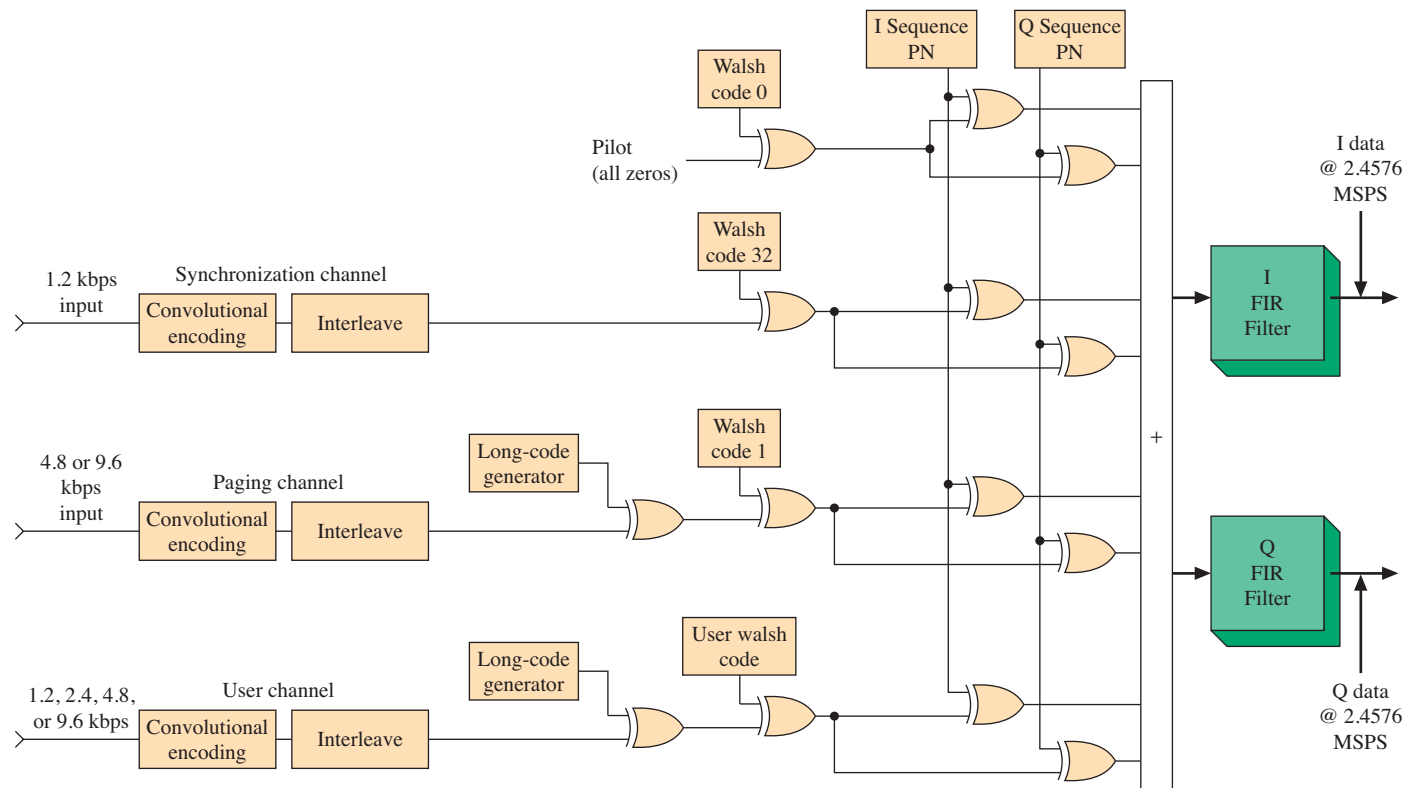 I Sequence
PN
Q Sequence
PN
Walsh
code 0
Pilot
(all zeros)
I data
@ 2.4576
MSPS
Walsh
code 32
1.2 kbps
input
Synchronization channel
Convolutional
encoding
Interleave
I
FIR
Filter
Walsh
code 1
Long-code
generator
4.8 or 9.6
kbps
input
Paging channel
Convolutional
encoding
Interleave
+
Q
FIR
Filter
User walsh
code
Long-code
generator
1.2, 2.4, 4.8,
or 9.6 kbps
User channel
Convolutional
encoding
Interleave
Q data
@ 2.4576
MSPS